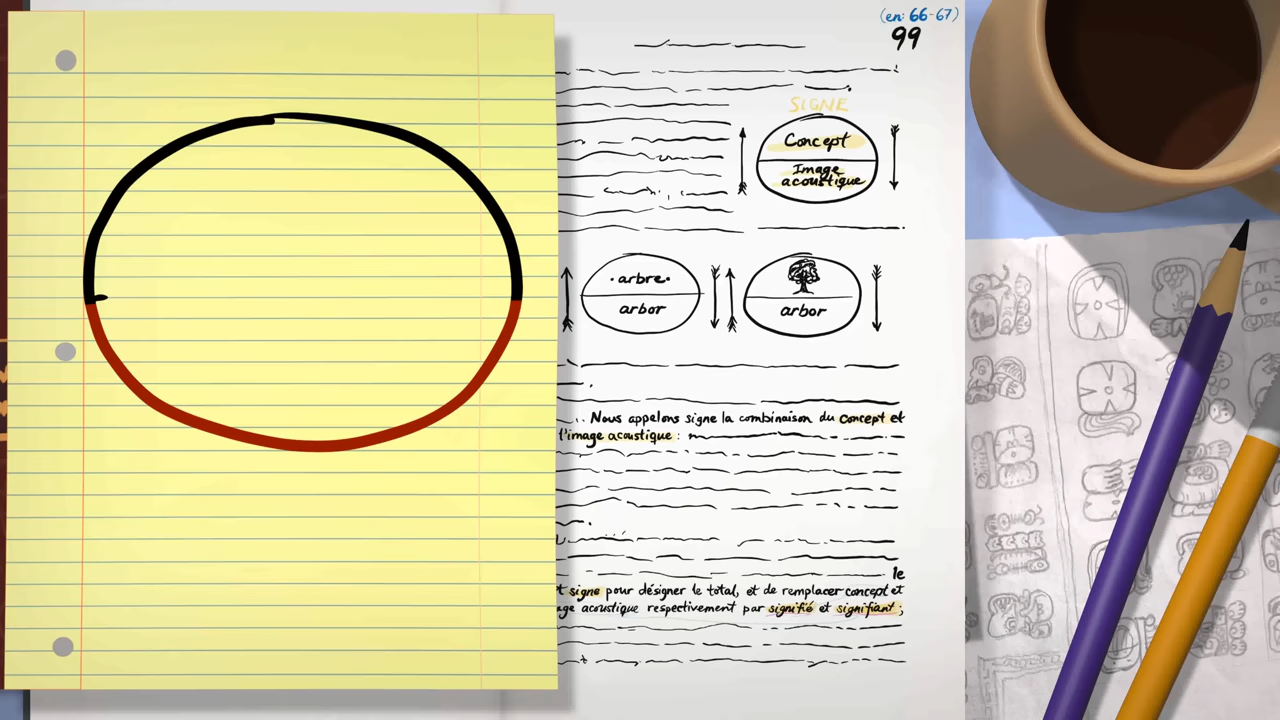 (en: 66-67)
99
SIGNE
Concept
Image
acoustique
arbre
arbor
arbor
Nous appelons signe la combinaison du concept et
l'image acoustique :
le
signe pour désigner le total, et de remplacer concept et
acoustique respectivement par signifié et signifiant ;